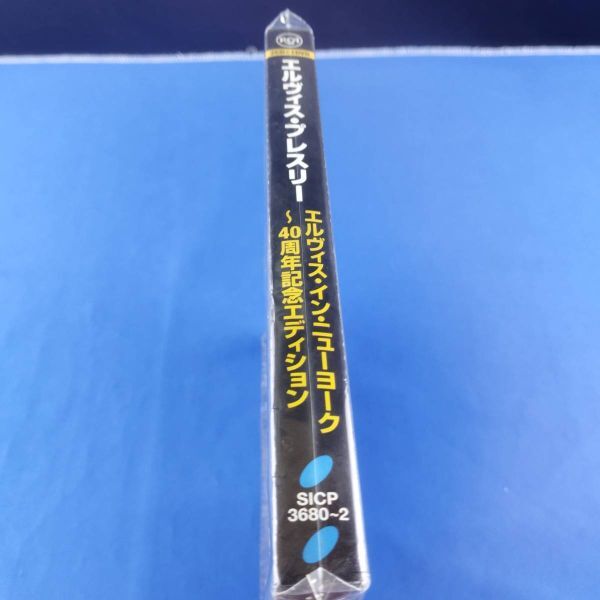 RCA
2CD+1DVD
エルヴィス・プレスリー
エルヴィス・イン・ニューヨーク
～40周年記念エディション
SICP
3680~2